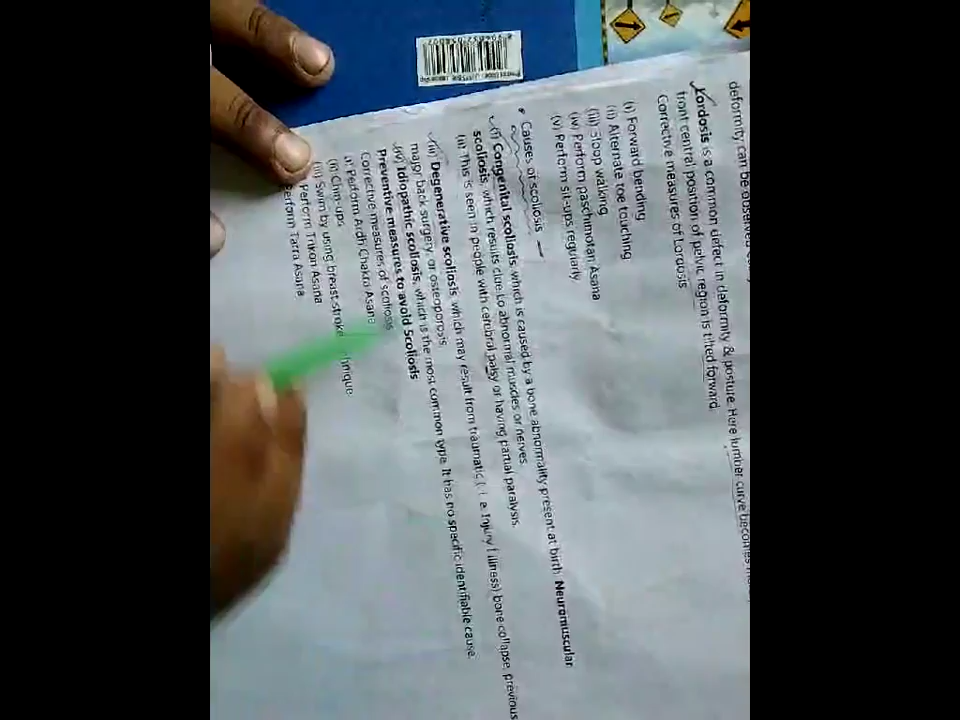 deformity can be observed
Lordosis is a common defect in deformity & posture. Here lumber curve becomes
front central position of pelvic region is tilted forward.
Corrective measures of Lordosis
(i) Forward bending
(ii) Alternate toe touching
(iii) Stoop walking
(iv) Perform paschmotan Asana
(v) Perform sit-ups regularly
• Causes of scoliosis –
(i) Congenital scoliosis, which is caused by a bone abnormality present at birth. Neuromuscular
scoliosis, which results due to abnormal muscles or nerves.
(ii) This is seen in people with cerebral palsy or having partial paralysis.
(iii) Degenerative scoliosis, which may result from traumatic ( i. e. Injury / illness) bone collapse, previous
major back surgery, or osteoporosis
(iv) Idiopathic scoliosis, which is the most common type. It has no specific identifiable cause.
Preventive measures to avoid Scoliosis
Corrective measures of scoliosis
Perform Ardh Chakra Asana
(ii) Chin-ups
(iii) Swim by using breast-stroke
Perform Trikon Asana
Perform Tarra Asana